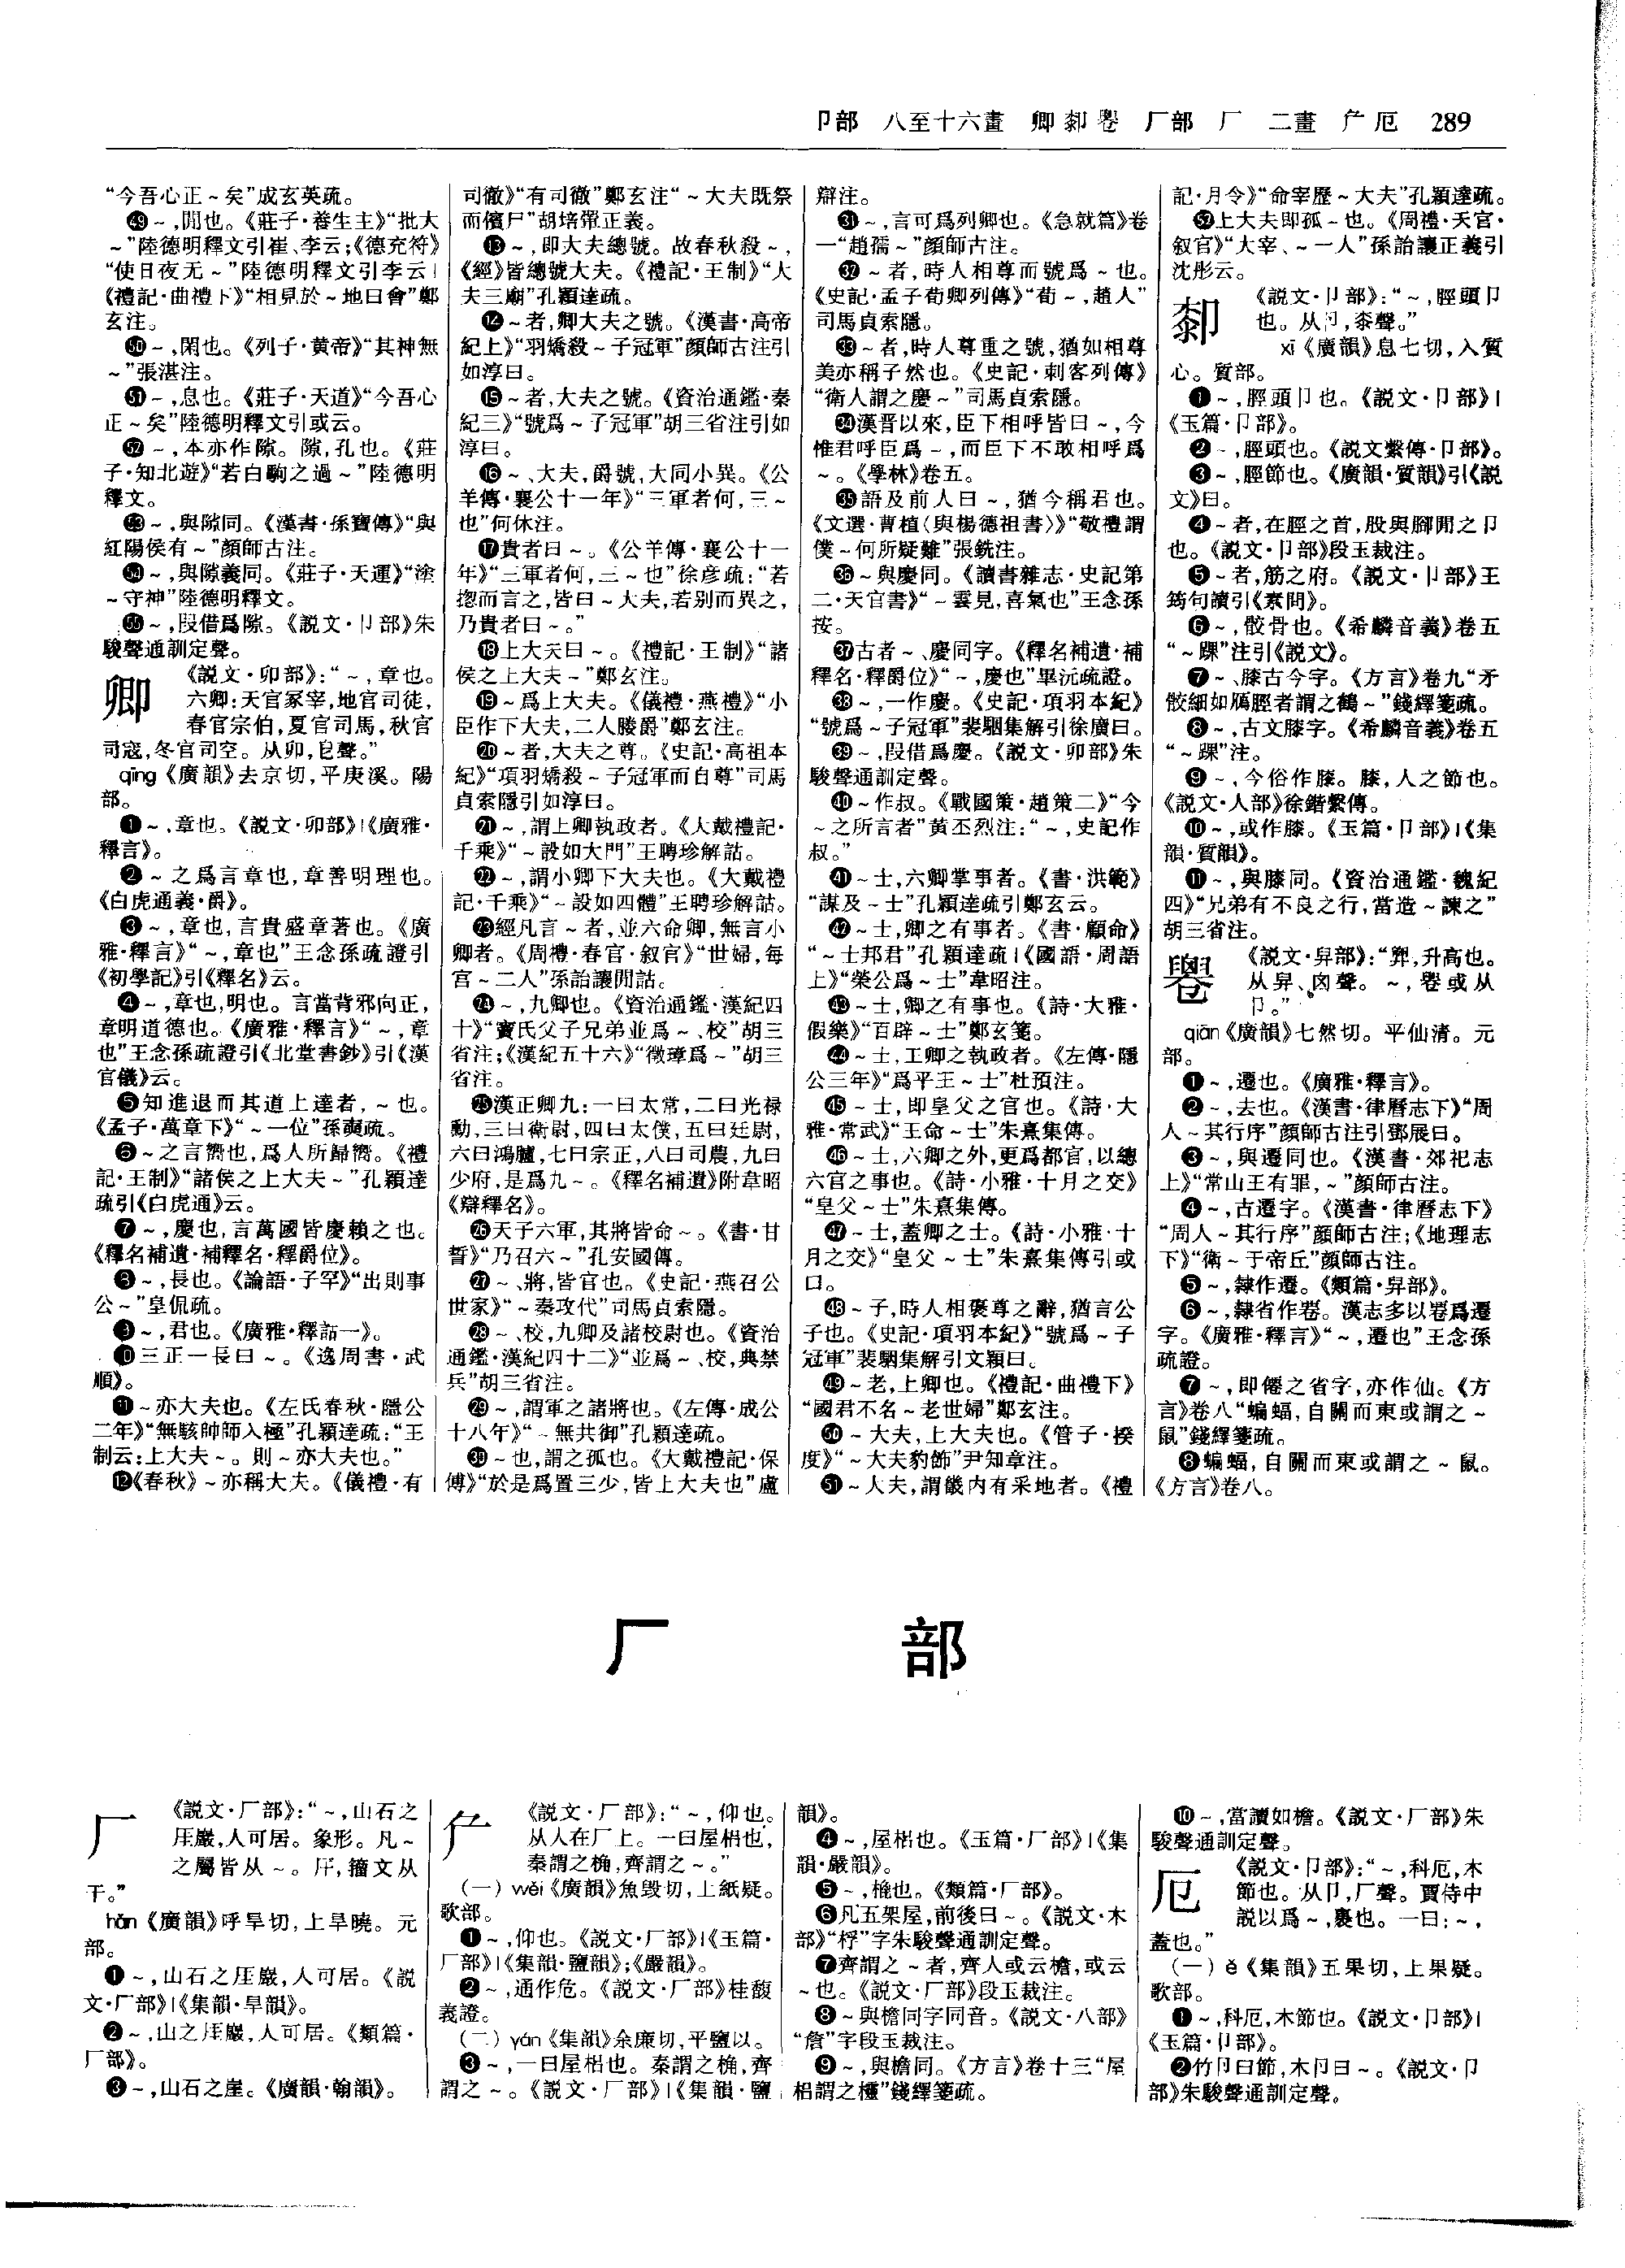 卩部 八至十六畫 卿厀𠨧 厂部 厂 二畫 厃厄 289
“今吾心正～矣”成玄英疏。
㊾～,閒也。《莊子·養生主》“批大
～”陸德明釋文引崔、李云;《德充符》
“使日夜无～”陸德明釋文引李云|
《禮記·曲禮下》“相見於～地曰會”鄭
玄注。
㊿～,閑也。《列子·黄帝》“其神無
～”張湛注。
51～,息也。《莊子·天道》“今吾心
正～矣”陸德明釋文引或云。
52～,本亦作隙。隙,孔也。《莊
子·知北遊》“若白駒之過～”陸德明
釋文。
53～,與隙同。《漢書·孫寶傳》“與
紅陽侯有～”顔師古注。
54～,與隙義同。《莊子·天運》“塗
～守神”陸德明釋文。
55～,叚借爲隙。《説文·卩部》朱
駿聲通訓定聲。
卿 《説文·卯部》:“～,章也。
六卿:天官冢宰,地官司徒,
春官宗伯,夏官司馬,秋官
司寇,冬官司空。从卯,皀聲。”
qīng《廣韻》去京切,平庚溪。陽
部。
❶～,章也。《説文·卯部》|《廣雅·
釋言》。
❷～之爲言章也,章善明理也。
《白虎通義·爵》。
❸～,章也,言貴盛章著也。《廣
雅·釋言》“～,章也”王念孫疏證引
《初學記》引《釋名》云。
❹～,章也,明也。言當背邪向正,
章明道德也。《廣雅·釋言》“～,章
也”王念孫疏證引《北堂書鈔》引《漢
官儀》云。
❺知進退而其道上達者,～也。
《孟子·萬章下》“～一位”孫奭疏。
❻～之言嚮也,爲人所歸嚮。《禮
記·王制》“諸侯之上大夫～”孔穎達
疏引《白虎通》云。
❼～,慶也,言萬國皆慶賴之也。
《釋名補遺·補釋名·釋爵位》。
❽～,長也。《論語·子罕》“出則事
公～”皇侃疏。
❾～,君也。《廣雅·釋詁一》。
❿三正一長曰～。《逸周書·武
順》。
⓫～亦大夫也。《左氏春秋·隱公
二年》“無駭帥師入極”孔穎達疏:“王
制云:上大夫～。則～亦大夫也。”
⓬《春秋》～亦稱大夫。《儀禮·有
司徹》“有司徹”鄭玄注“～大夫既祭
而儐尸”胡培翬正義。
⓭～,即大夫總號。故春秋殺～,
《經》皆總號大夫。《禮記·王制》“大
夫三廟”孔穎達疏。
⓮～者,卿大夫之號。《漢書·高帝
紀上》“羽矯殺～子冠軍”顔師古注引
如淳曰。
⓯～者,大夫之號。《資治通鑑·秦
紀三》“號爲～子冠軍”胡三省注引如
淳曰。
⓰～、大夫,爵號,大同小異。《公
羊傳·襄公十一年》“三軍者何,三～
也”何休注。
⓱貴者曰～。《公羊傳·襄公十一
年》“三軍者何,三～也”徐彦疏:“若
揔而言之,皆曰～大夫,若别而異之,
乃貴者曰～。”
⓲上大夫曰～。《禮記·王制》“諸
侯之上大夫～”鄭玄注。
⓳～爲上大夫。《儀禮·燕禮》“小
臣作下大夫,二人媵爵”鄭玄注。
⓴～者,大夫之尊。《史記·高祖本
紀》“項羽矯殺～子冠軍而自尊”司馬
貞索隱引如淳曰。
㉑～,謂上卿執政者。《大戴禮記·
千乘》“～設如大門”王聘珍解詁。
㉒～,謂小卿下大夫也。《大戴禮
記·千乘》“～設如四體”王聘珍解詁。
㉓經凡言～者,並六命卿,無言小
卿者。《周禮·春官·叙官》“世婦,每
宫～二人”孫詒讓閒詁。
㉔～,九卿也。《資治通鑑·漢紀四
十》“竇氏父子兄弟並爲～、校”胡三
省注;《漢紀五十六》“徵璋爲～”胡三
省注。
㉕漢正卿九:一曰太常,二曰光禄
勳,三曰衛尉,四曰太僕,五曰廷尉,
六曰鴻臚,七曰宗正,八曰司農,九曰
少府,是爲九～。《釋名補遺》附韋昭
《辯釋名》。
㉖天子六軍,其將皆命～。《書·甘
誓》“乃召六～”孔安國傳。
㉗～、將,皆官也。《史記·燕召公
世家》“～秦攻代”司馬貞索隱。
㉘～、校,九卿及諸校尉也。《資治
通鑑·漢紀四十二》“並爲～、校,典禁
兵”胡三省注。
㉙～,謂軍之諸將也。《左傳·成公
十八年》“～無共御”孔穎達疏。
㉚～也,謂之孤也。《大戴禮記·保
傅》“於是爲置三少,皆上大夫也”盧
辯注。
㉛～,言可爲列卿也。《急就篇》卷
一“趙孺～”顔師古注。
㉜～者,時人相尊而號爲～也。
《史記·孟子荀卿列傳》“荀～,趙人”
司馬貞索隱。
㉝～者,時人尊重之號,猶如相尊
美亦稱子然也。《史記·刺客列傳》
“衛人謂之慶～”司馬貞索隱。
㉞漢晋以來,臣下相呼皆曰～,今
惟君呼臣爲～,而臣下不敢相呼爲
～。《學林》卷五。
㉟語及前人曰～,猶今稱君也。
《文選·曹植〈與楊德祖書〉》“敬禮謂
僕～何所疑難”張銑注。
㊱～與慶同。《讀書雜志·史記第
二·天官書》“～雲見,喜氣也”王念孫
按。
㊲古者～、慶同字。《釋名補遺·補
釋名·釋爵位》“～,慶也”畢沅疏證。
㊳～,一作慶。《史記·項羽本紀》
“號爲～子冠軍”裴駰集解引徐廣曰。
㊴～,叚借爲慶。《説文·卯部》朱
駿聲通訓定聲。
㊵～作叔。《戰國策·趙策二》“今
～之所言者”黄丕烈注:“～,史記作
叔。”
㊶～士,六卿掌事者。《書·洪範》
“謀及～士”孔穎達疏引鄭玄云。
㊷～士,卿之有事者。《書·顧命》
“～士邦君”孔穎達疏|《國語·周語
上》“榮公爲～士”韋昭注。
㊸～士,卿之有事也。《詩·大雅·
假樂》“百辟～士”鄭玄箋。
㊹～士,王卿之執政者。《左傳·隱
公三年》“爲平王～士”杜預注。
㊺～士,即皇父之官也。《詩·大
雅·常武》“王命～士”朱熹集傳。
㊻～士,六卿之外,更爲都官,以總
六官之事也。《詩·小雅·十月之交》
“皇父～士”朱熹集傳。
㊼～士,蓋卿之士。《詩·小雅·十
月之交》“皇父～士”朱熹集傳引或
曰。
㊽～子,時人相褒尊之辭,猶言公
子也。《史記·項羽本紀》“號爲～子
冠軍”裴駰集解引文穎曰。
㊾～老,上卿也。《禮記·曲禮下》
“國君不名～老世婦”鄭玄注。
㊿～大夫,上大夫也。《管子·揆
度》“～大夫豹飾”尹知章注。
51～大夫,謂畿内有采地者。《禮
記·月令》“命宰歷～大夫”孔穎達疏。
52上大夫即孤～也。《周禮·天官·
叙官》“大宰、～一人”孫詒讓正義引
沈彤云。
厀 《説文·卩部》:“～,脛頭卩
也。从卩,桼聲。”
xī《廣韻》息七切,入質
心。質部。
❶～,脛頭卩也。《説文·卩部》|
《玉篇·卩部》。
❷～,脛頭也。《説文繫傳·卩部》。
❸～,脛節也。《廣韻·質韻》引《説
文》曰。
❹～者,在脛之首,股與腳閒之卩
也。《説文·卩部》段玉裁注。
❺～者,筋之府。《説文·卩部》王
筠句讀引《素問》。
❻～,骹骨也。《希麟音義》卷五
“～踝”注引《説文》。
❼～、膝古今字。《方言》卷九“矛
骹細如鴈脛者謂之鶴～”錢繹箋疏。
❽～,古文膝字。《希麟音義》卷五
“～踝”注。
❾～,今俗作膝。膝,人之節也。
《説文·人部》徐鍇繫傳。
❿～,或作膝。《玉篇·卩部》|《集
韻·質韻》。
⓫～,與膝同。《資治通鑑·魏紀
四》“兄弟有不良之行,當造～諫之”
胡三省注。
𠨧 《説文·舁部》:“䙴,升高也。
从舁、囟聲。～,䙴或从
卩。”
qiān《廣韻》七然切。平仙清。元
部。
❶～,遷也。《廣雅·釋言》。
❷～,去也。《漢書·律曆志下》“周
人～其行序”顔師古注引鄧展曰。
❸～,與遷同也。《漢書·郊祀志
上》“常山王有罪,～”顔師古注。
❹～,古遷字。《漢書·律曆志下》
“周人～其行序”顔師古注;《地理志
下》“衛～于帝丘”顔師古注。
❺～,隸作遷。《類篇·舁部》。
❻～,隸省作䙴。漢志多以䙴爲遷
字。《廣雅·釋言》“～,遷也”王念孫
疏證。
❼～,即僊之省字,亦作仙。《方
言》卷八“蝙蝠,自關而東或謂之～
鼠”錢繹箋疏。
❽蝙蝠,自關而東或謂之～鼠。
《方言》卷八。
厂 部
厂 《説文·厂部》:“～,山石之
厓巖,人可居。象形。凡～
之屬皆从～。厈,籀文从
干。”
hǎn《廣韻》呼旱切,上旱曉。元
部。
❶～,山石之厓巖,人可居。《説
文·厂部》|《集韻·旱韻》。
❷～,山之厓巖,人可居。《類篇·
厂部》。
❸～,山石之崖。《廣韻·翰韻》。
厃 《説文·厂部》:“～,仰也。
从人在厂上。一曰屋梠也,
秦謂之桷,齊謂之～。”
(一)wěi《廣韻》魚毁切,上紙疑。
歌部。
❶～,仰也。《説文·厂部》|《玉篇·
厂部》|《集韻·鹽韻》;《嚴韻》。
❷～,通作危。《説文·厂部》桂馥
義證。
(二)yán《集韻》余廉切,平鹽以。
❸～,一曰屋梠也。秦謂之桷,齊
謂之～。《説文·厂部》|《集韻·鹽
韻》。
❹～,屋梠也。《玉篇·厂部》|《集
韻·嚴韻》。
❺～,桅也。《類篇·厂部》。
❻凡五架屋,前後曰～。《説文·木
部》“桴”字朱駿聲通訓定聲。
❼齊謂之～者,齊人或云檐,或云
～也。《説文·厂部》段玉裁注。
❽～與檐同字同音。《説文·八部》
“詹”字段玉裁注。
❾～,與檐同。《方言》卷十三“屋
梠謂之欞”錢繹箋疏。
❿～,當讀如檐。《説文·厂部》朱
駿聲通訓定聲。
厄 《説文·卩部》:“～,科厄,木
節也。从卩,厂聲。賈侍中
説以爲～,裹也。一曰:～,
蓋也。”
(一)ě《集韻》五果切,上果疑。
歌部。
❶～,科厄,木節也。《説文·卩部》|
《玉篇·卩部》。
❷竹卩曰節,木卩曰～。《説文·卩
部》朱駿聲通訓定聲。